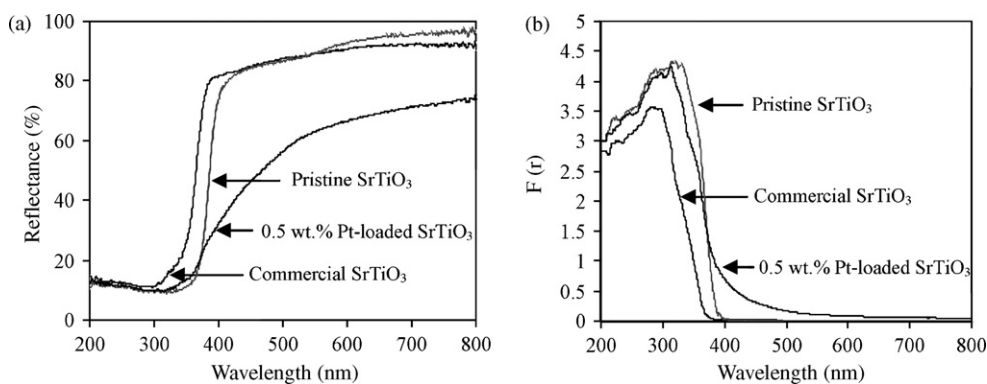 (a)
100
80
60
40
20
0
Reflectance (%)
200 300 400 500 600 700 800
Wavelength (nm)
Pristine SrTiO₃
0.5 wt.% Pt-loaded SrTiO₃
Commercial SrTiO₃
(b)
5
4.5
4
3.5
3
2.5
2
1.5
1
0.5
0
F (r)
200 300 400 500 600 700 800
Wavelength (nm)
Pristine SrTiO₃
Commercial SrTiO₃
0.5 wt.% Pt-loaded SrTiO₃